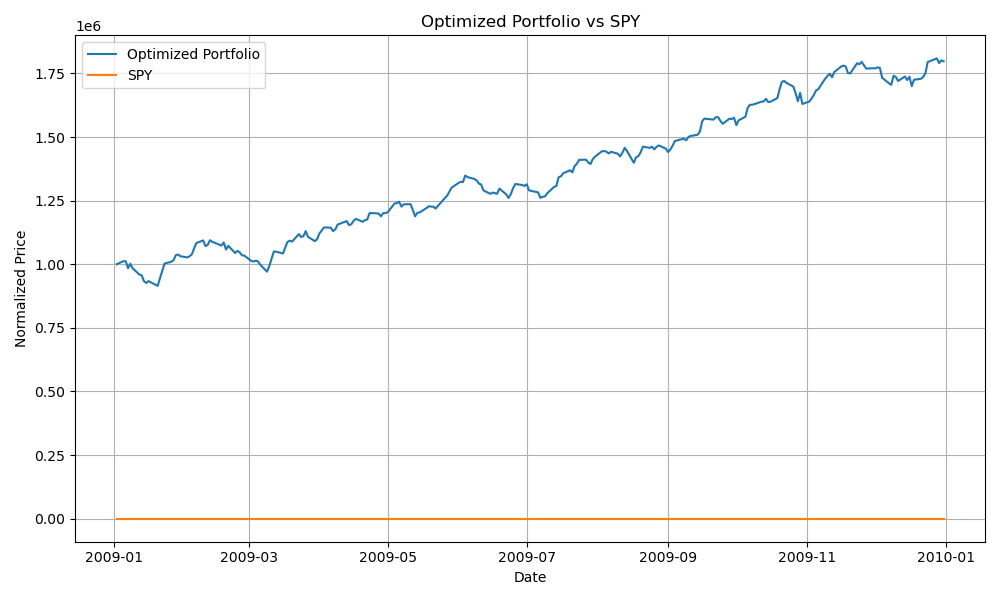 Optimized Portfolio vs SPY
1e6
Optimized Portfolio
SPY
1.75
1.50
1.25
1.00
0.75
0.50
0.25
0.00
Normalized Price
2009-01
2009-03
2009-05
2009-07
2009-09
2009-11
2010-01
Date